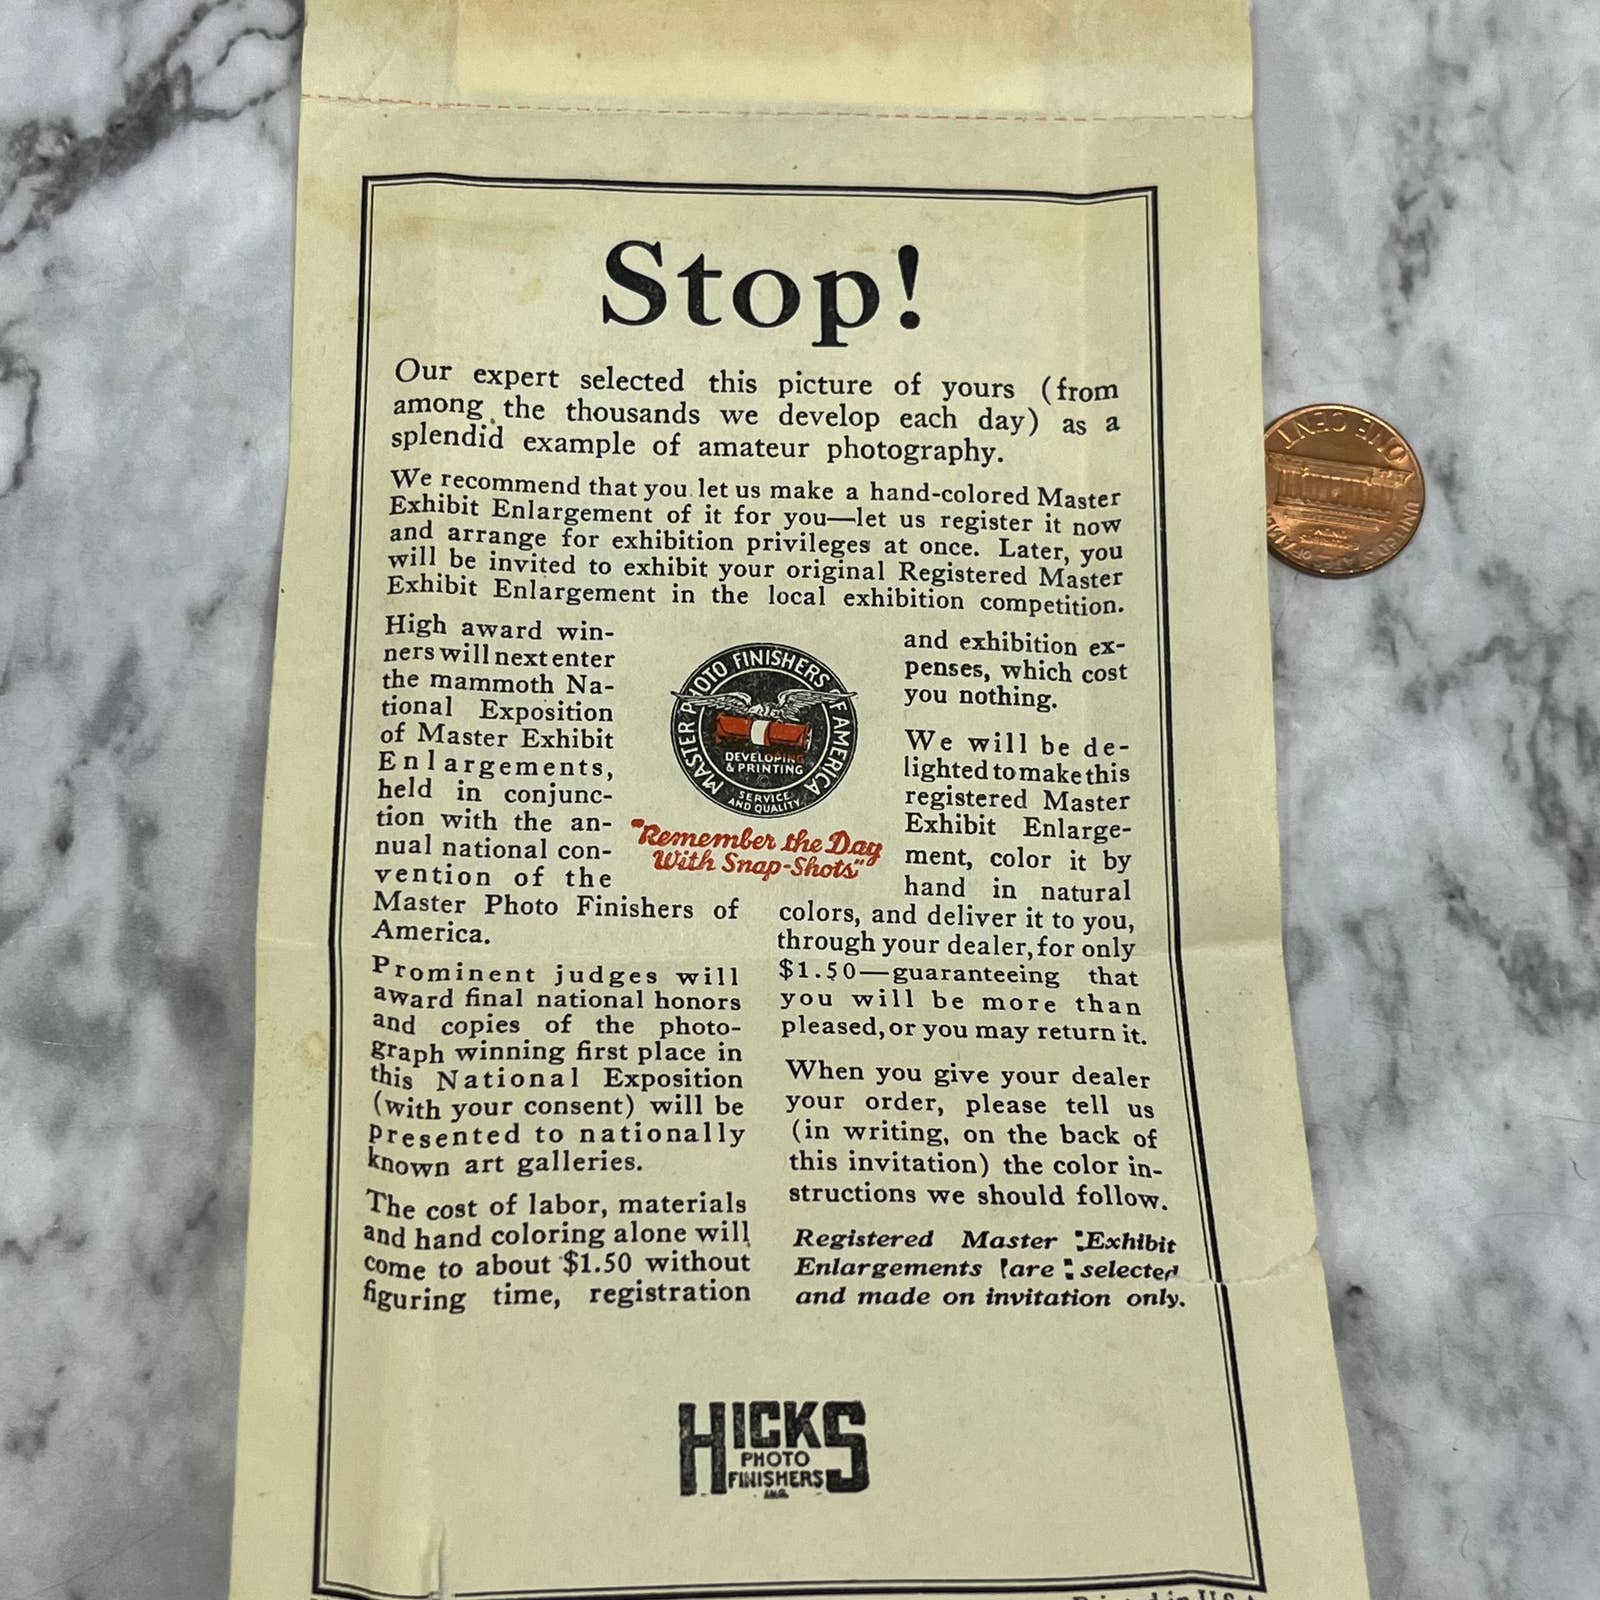 Stop!
Our expert selected this picture of yours (from
among the thousands we develop each day) as a
splendid example of amateur photography.
We recommend that you let us make a hand-colored Master
Exhibit Enlargement of it for you—let us register it now
and arrange for exhibition privileges at once. Later, you
will be invited to exhibit your original Registered Master
Exhibit Enlargement in the local exhibition competition.
High award win-
ners will next enter
the mammoth Na-
tional Exposition
of Master Exhibit
Enlargements,
held in conjunc-
tion with the an-
nual national con-
vention of the
Master Photo Finishers of
America.
Prominent judges will
award final national honors
and copies of the photo-
graph winning first place in
this National Exposition
(with your consent) will be
presented to nationally
known art galleries.
The cost of labor, materials
and hand coloring alone will
come to about $1.50 without
figuring time, registration
MASTER PHOTO FINISHERS OF AMERICA
DEVELOPING
& PRINTING
SERVICE
AND QUALITY
"Remember the Day
With Snap-Shots"
and exhibition ex-
penses, which cost
you nothing.
We will be de-
lighted to make this
registered Master
Exhibit Enlarge-
ment, color it by
hand in natural
colors, and deliver it to you,
through your dealer, for only
$1.50—guaranteeing that
you will be more than
pleased, or you may return it.
When you give your dealer
your order, please tell us
(in writing, on the back of
this invitation) the color in-
structions we should follow.
Registered Master Exhibit
Enlargements are selected
and made on invitation only.
HICKS
PHOTO
FINISHERS
INC.
Printed in U.S.A.
ONE CENT